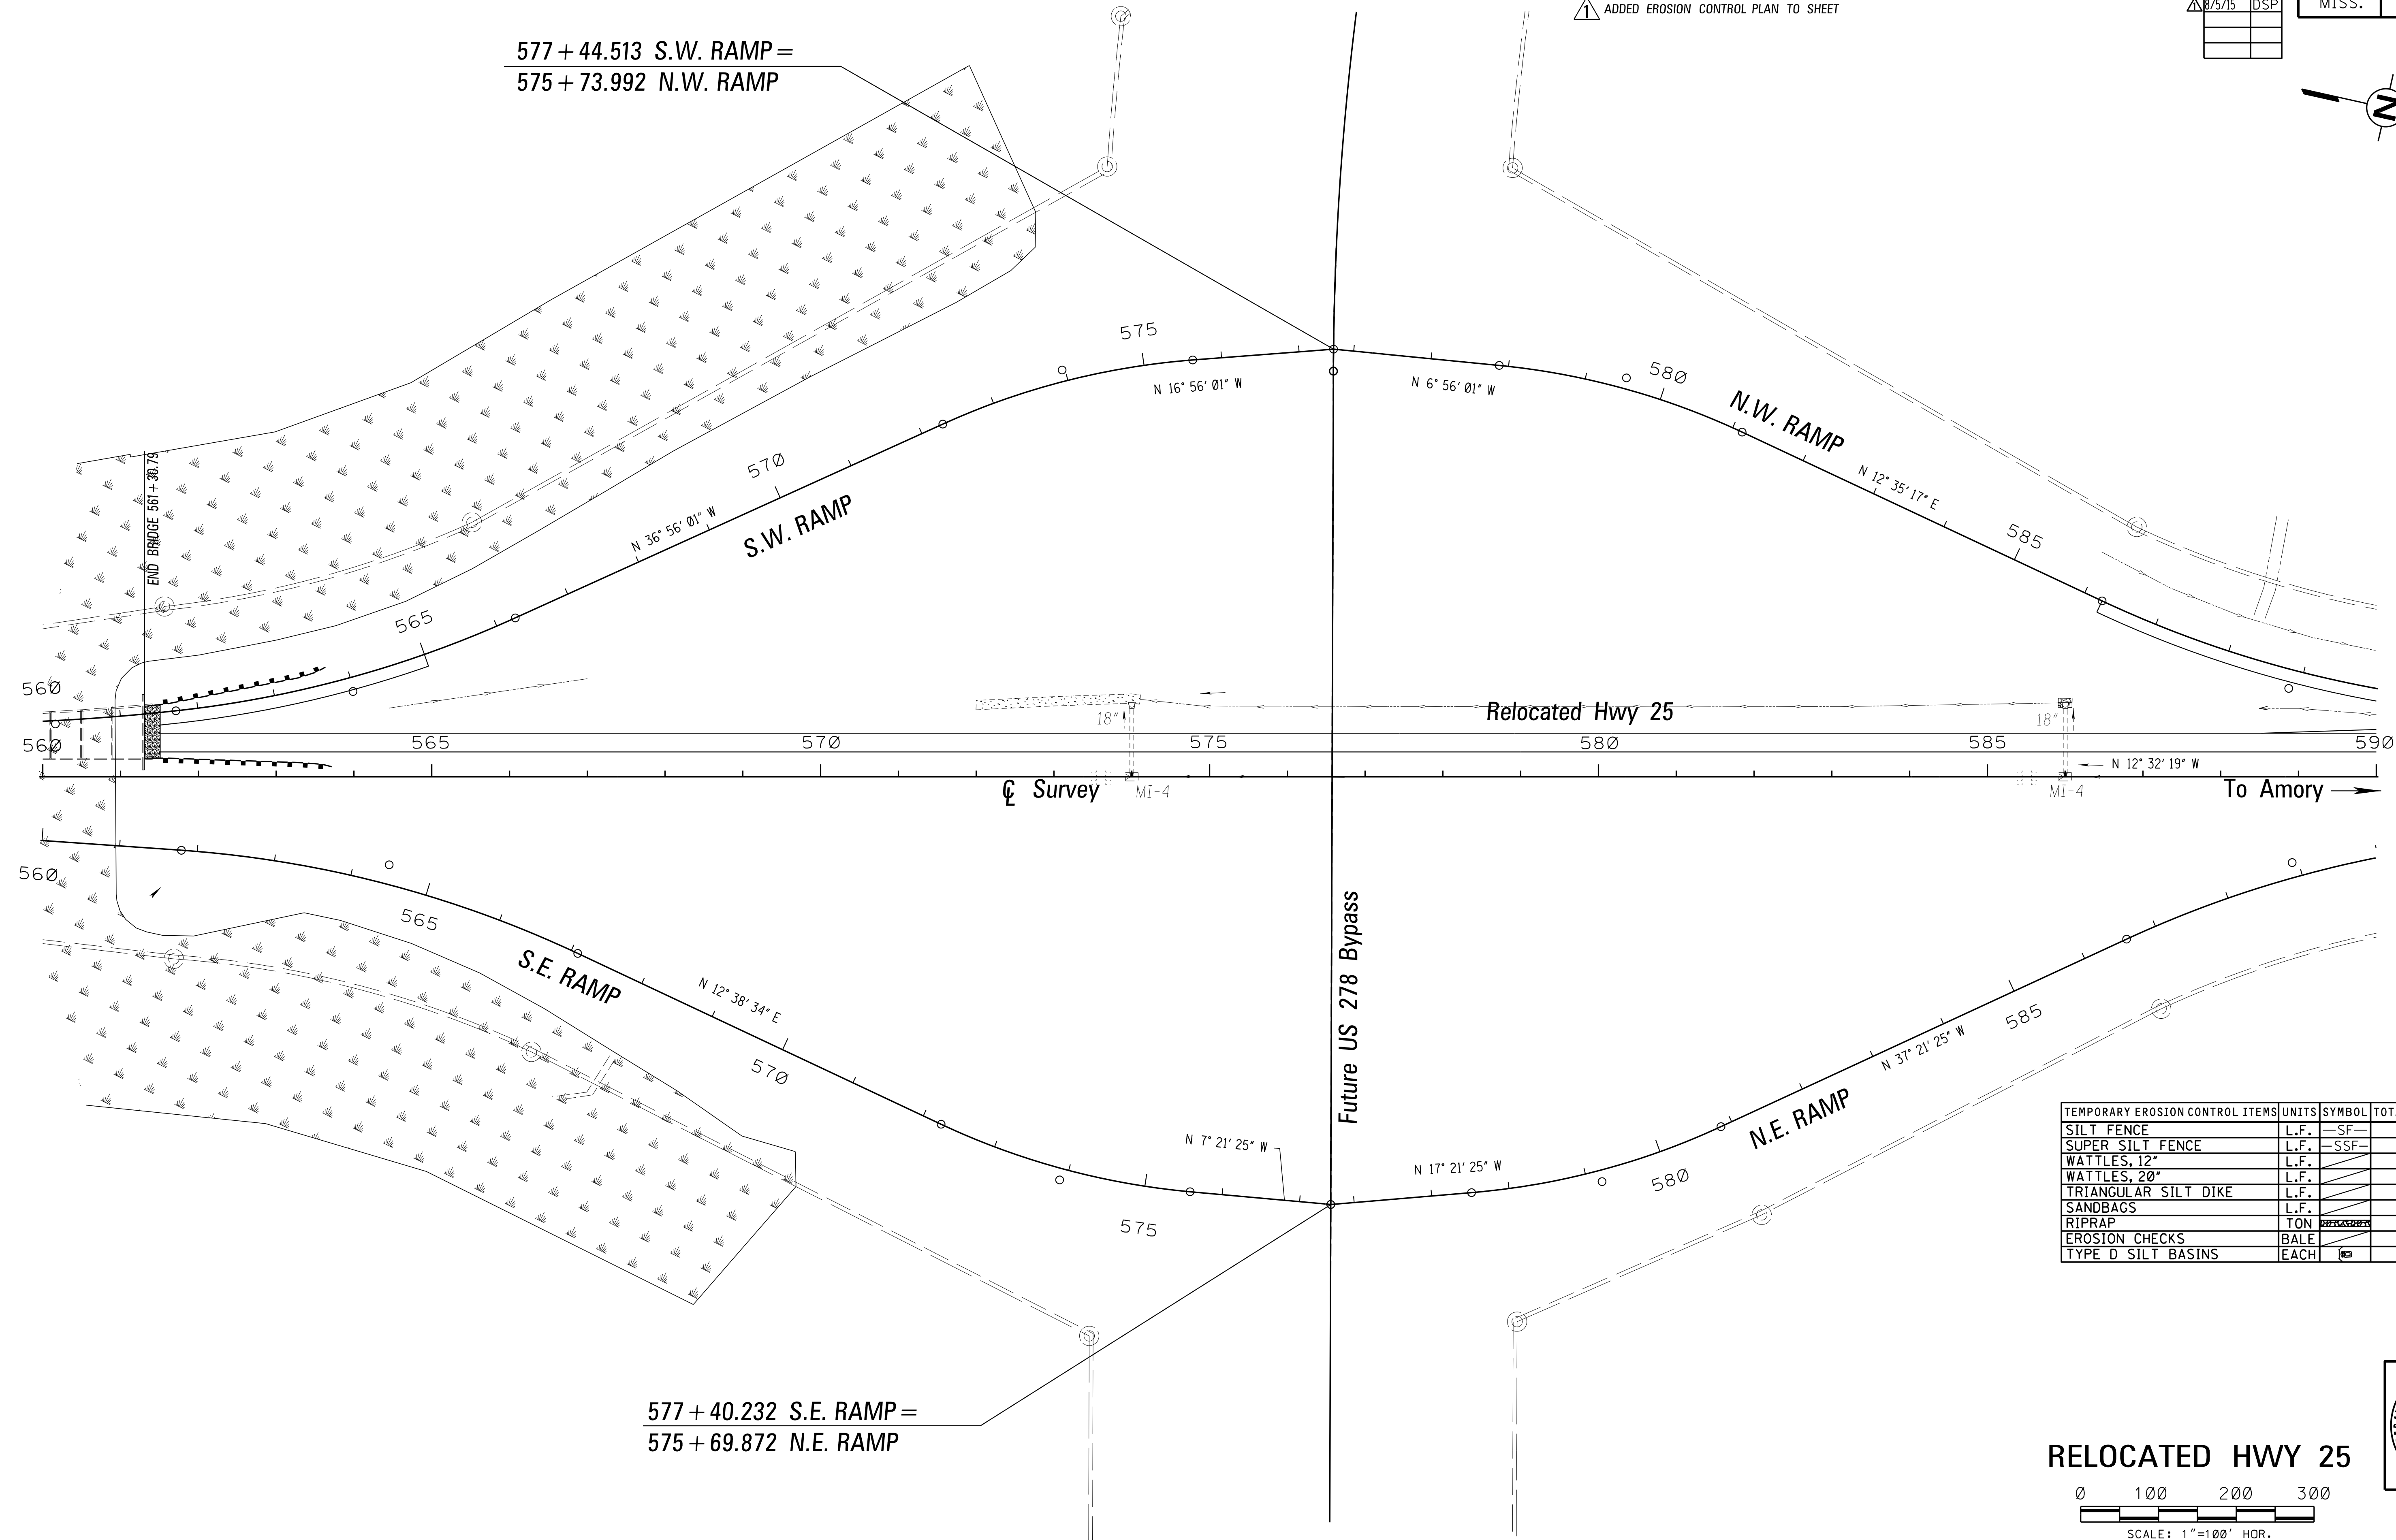 1 ADDED EROSION CONTROL PLAN TO SHEET
1 8/5/15 DSP
MISS.
N
577+44.513 S.W. RAMP=
575+73.992 N.W. RAMP
575
N 16° 56' 01" W
N 6° 56' 01" W
580
N.W. RAMP
N 12° 35' 17" E
585
END BRIDGE 561+30.79
570
S.W. RAMP
N 36° 56' 01" W
565
560
560
565
570
18"
575
Relocated Hwy 25
580
585
18"
590
N 12° 32' 19" W
℄ Survey
MI-4
MI-4
To Amory
560
565
S.E. RAMP
N 12° 38' 34" E
570
Future US 278 Bypass
N 7° 21' 25" W
575
N 17° 21' 25" W
580
N.E. RAMP
N 37° 21' 25" W
585
577+40.232 S.E. RAMP=
575+69.872 N.E. RAMP
TEMPORARY EROSION CONTROL ITEMS UNITS SYMBOL
SILT FENCE L.F. —SF—
SUPER SILT FENCE L.F. —SSF—
WATTLES, 12" L.F.
WATTLES, 20" L.F.
TRIANGULAR SILT DIKE L.F.
SANDBAGS L.F.
RIPRAP TON
EROSION CHECKS BALE
TYPE D SILT BASINS EACH
RELOCATED HWY 25
0 100 200 300
SCALE: 1"=100' HOR.